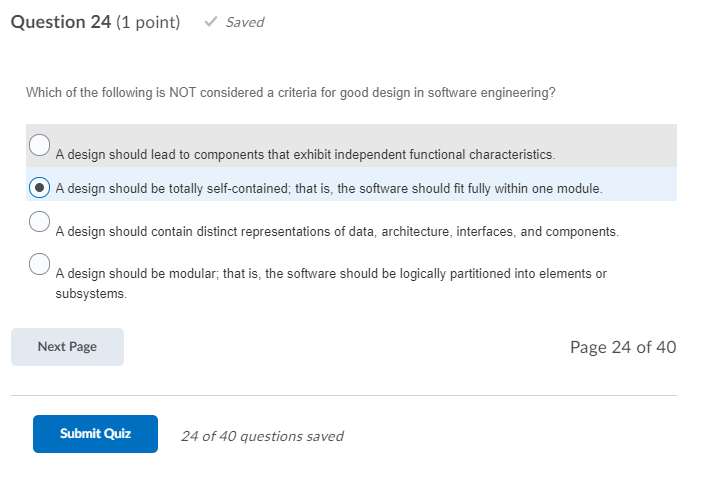 Question 24 (1 point) ✓ Saved
Which of the following is NOT considered a criteria for good design in software engineering?
A design should lead to components that exhibit independent functional characteristics.
A design should be totally self-contained; that is, the software should fit fully within one module.
A design should contain distinct representations of data, architecture, interfaces, and components.
A design should be modular; that is, the software should be logically partitioned into elements or
subsystems.
Next Page
Page 24 of 40
Submit Quiz
24 of 40 questions saved